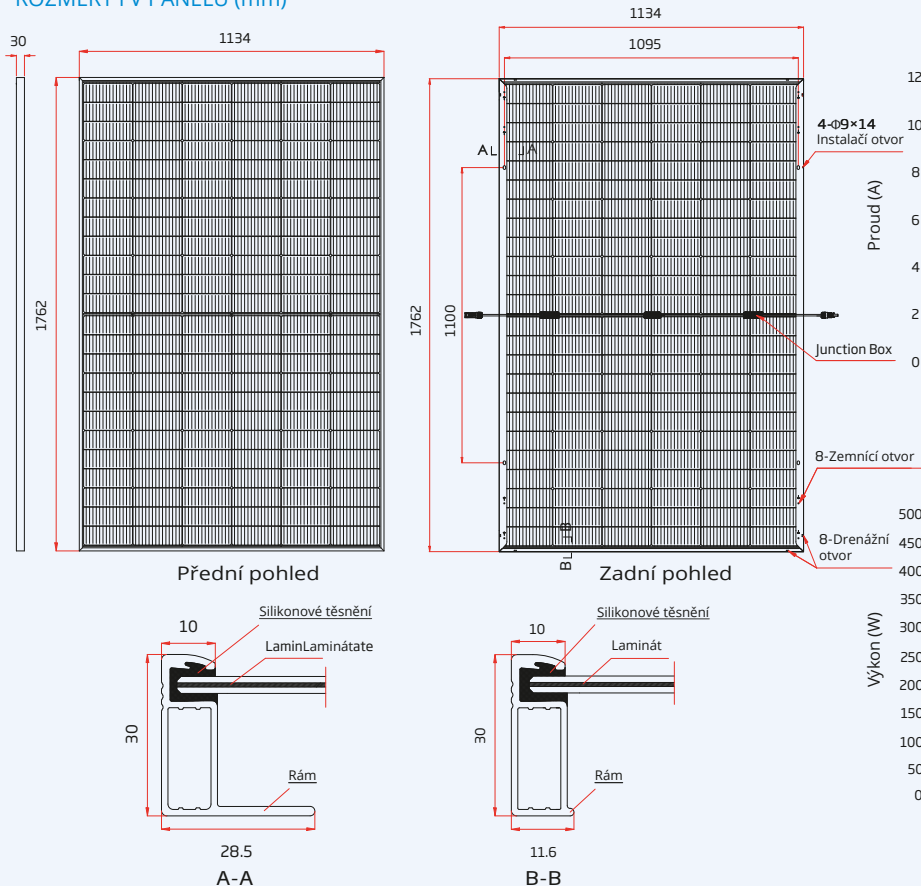 ROZMĚRY FV PANELU (mm)
30
1134
1762
Přední pohled
1134
1095
1762
1100
A
A
B
B
4-Φ9×14
Instalačí otvor
Junction Box
8-Zemnící otvor
8-Drenážní
otvor
Zadní pohled
12
10
8
6
4
2
0
Proud (A)
500
450
400
350
300
250
200
150
100
50
0
Výkon (W)
10
Silikonové těsnění
LaminLaminátate
30
Rám
28.5
A-A
10
Silikonové těsnění
Laminát
30
Rám
11.6
B-B